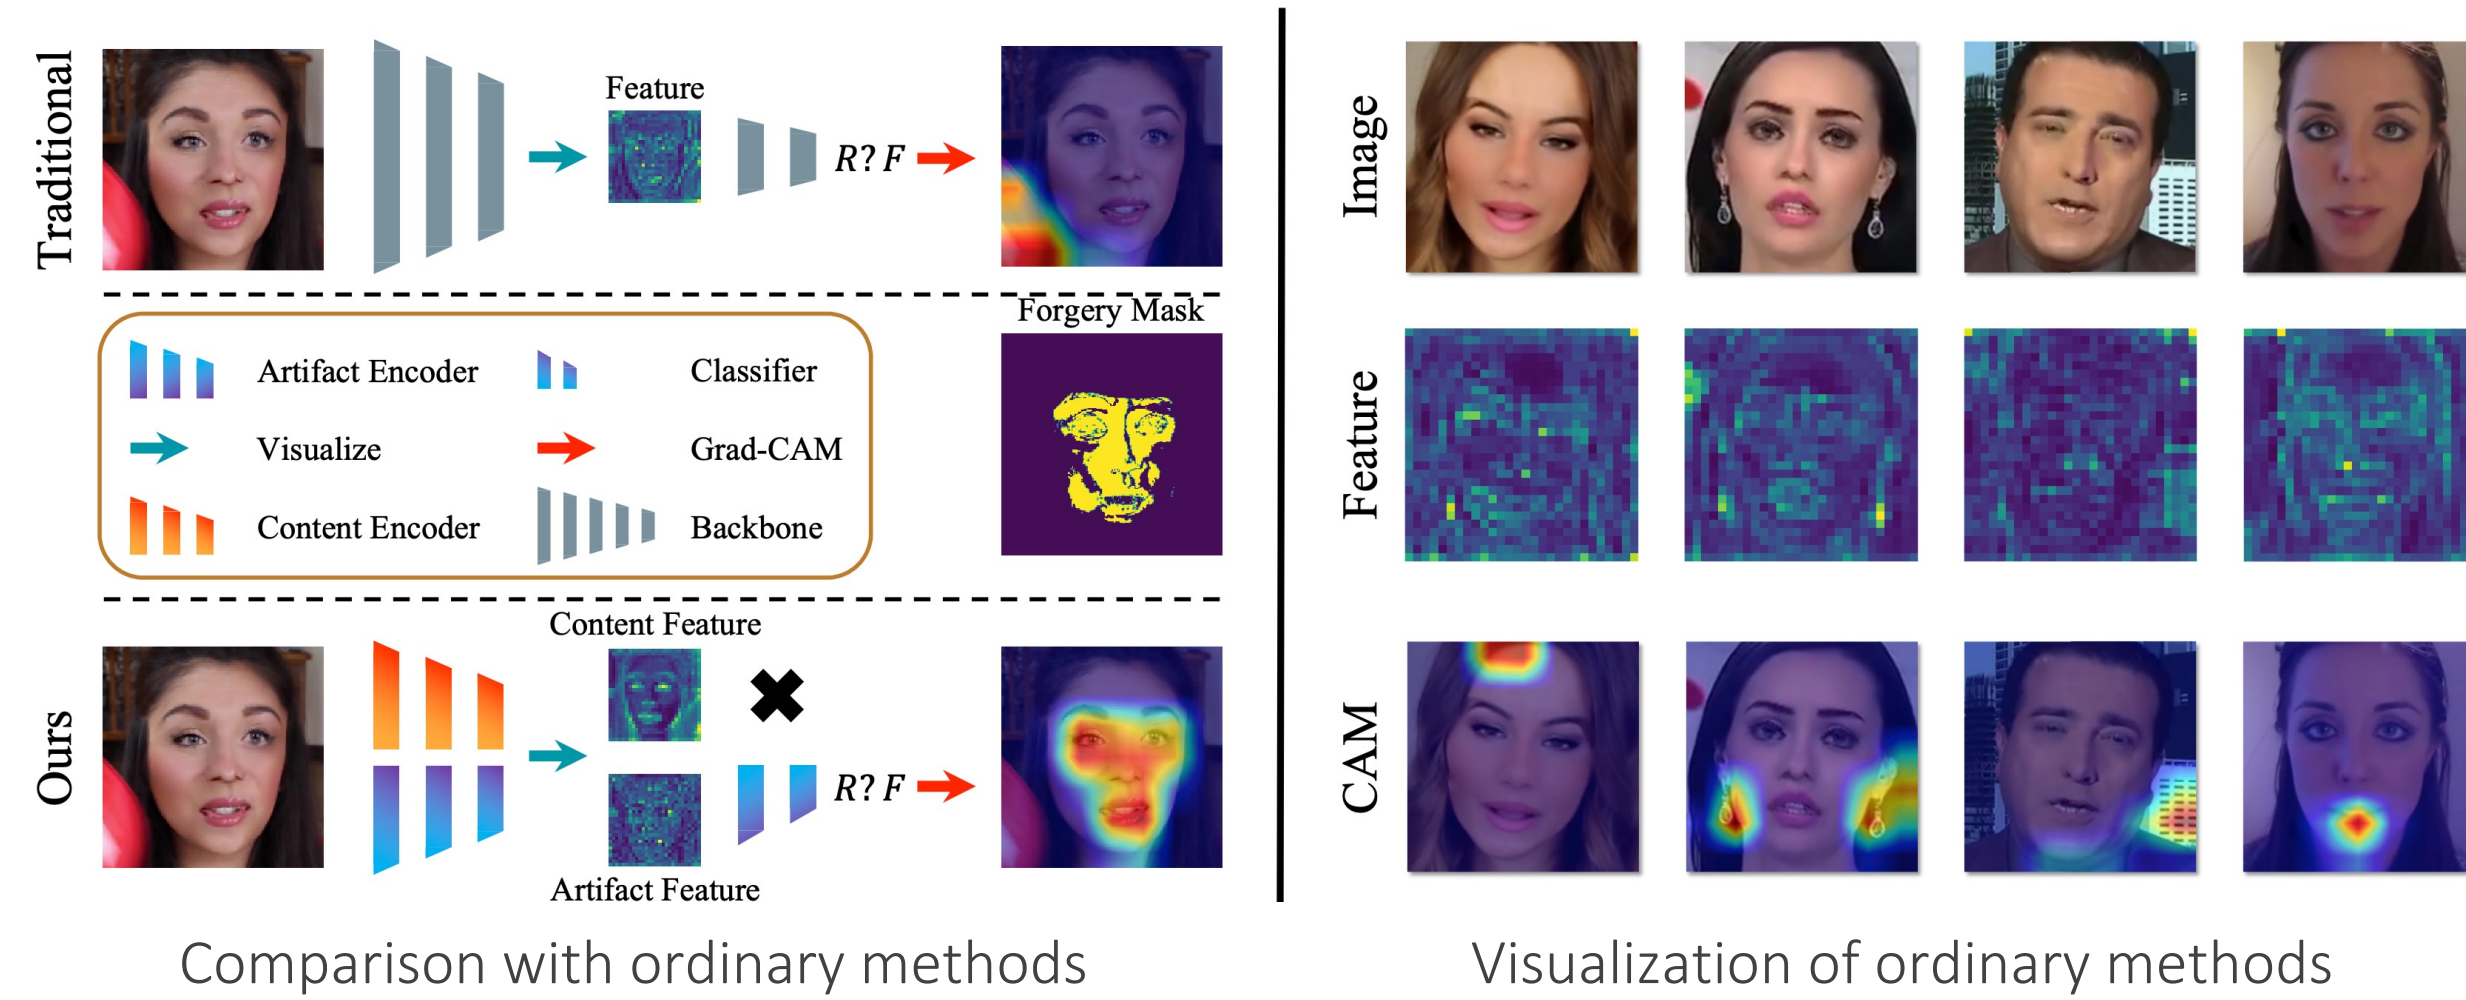 Traditional
Feature
R? F
Forgery Mask
Artifact Encoder
Classifier
Visualize
Grad-CAM
Content Encoder
Backbone
Ours
Content Feature
R? F
Artifact Feature
Comparison with ordinary methods
Image
Feature
CAM
Visualization of ordinary methods